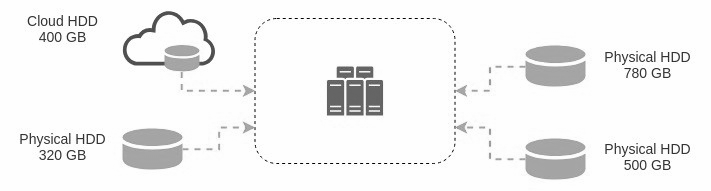 Cloud HDD
400 GB
Physical HDD
320 GB
Physical HDD
780 GB
Physical HDD
500 GB